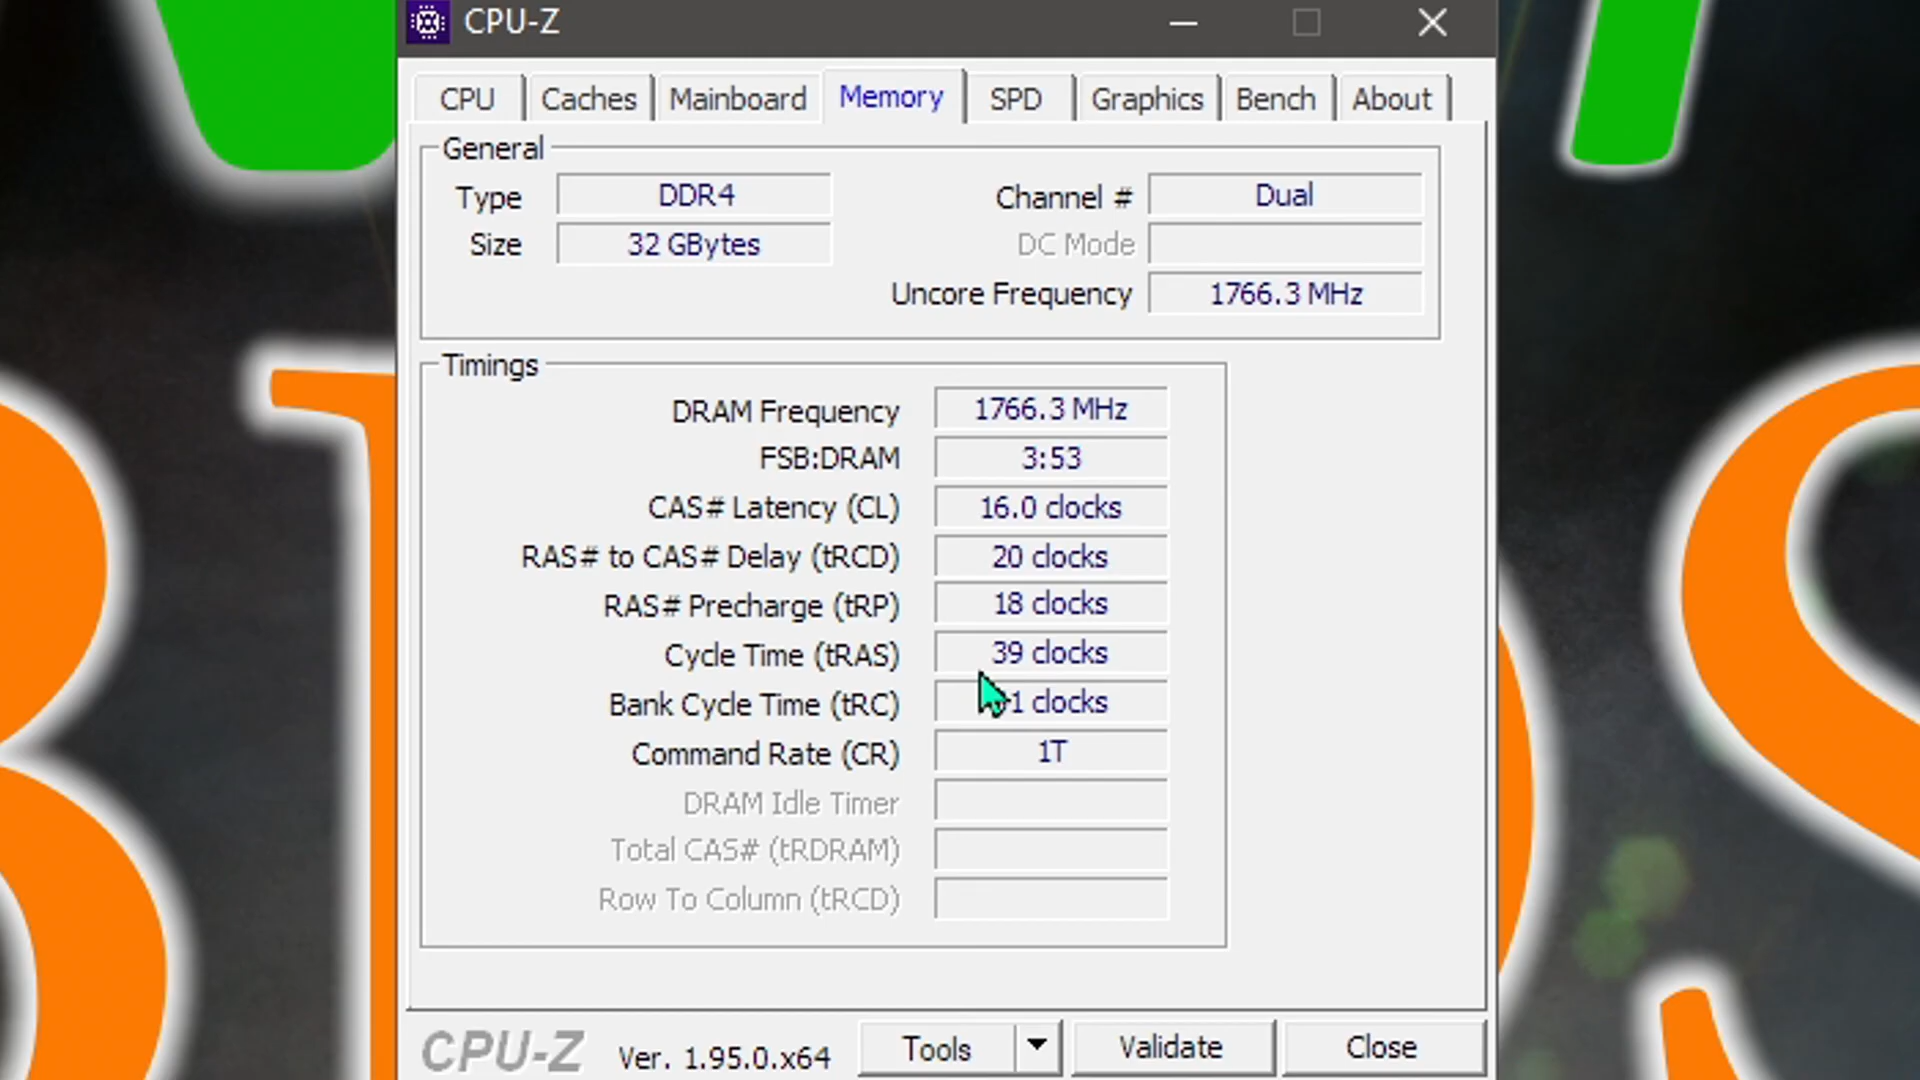 CPU-Z
CPU Caches Mainboard Memory SPD Graphics Bench About
General
Type DDR4 Channel # Dual
Size 32 GBytes DC Mode
Uncore Frequency 1766.3 MHz
Timings
DRAM Frequency 1766.3 MHz
FSB:DRAM 3:53
CAS# Latency (CL) 16.0 clocks
RAS# to CAS# Delay (tRCD) 20 clocks
RAS# Precharge (tRP) 18 clocks
Cycle Time (tRAS) 39 clocks
Bank Cycle Time (tRC) clocks
Command Rate (CR) 1T
DRAM Idle Timer
Total CAS# (tRDRAM)
Row To Column (tRCD)
CPU-Z Ver. 1.95.0.x64 Tools Validate Close